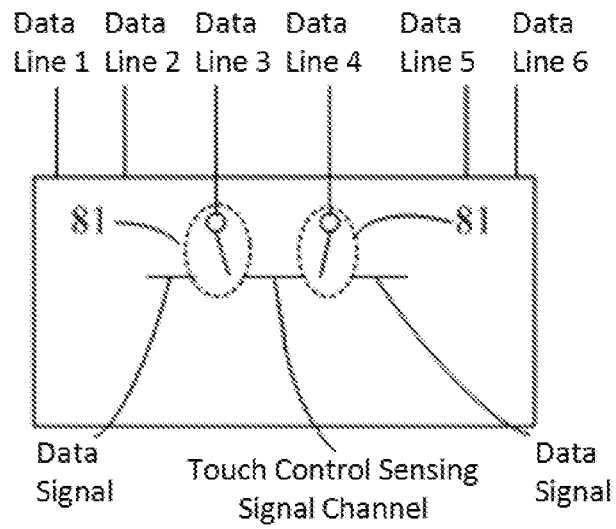 Data Data Data Data Data Data
Line 1 Line 2 Line 3 Line 4 Line 5 Line 6
81 81
Data Signal
Touch Control Sensing Signal Channel
Data Signal